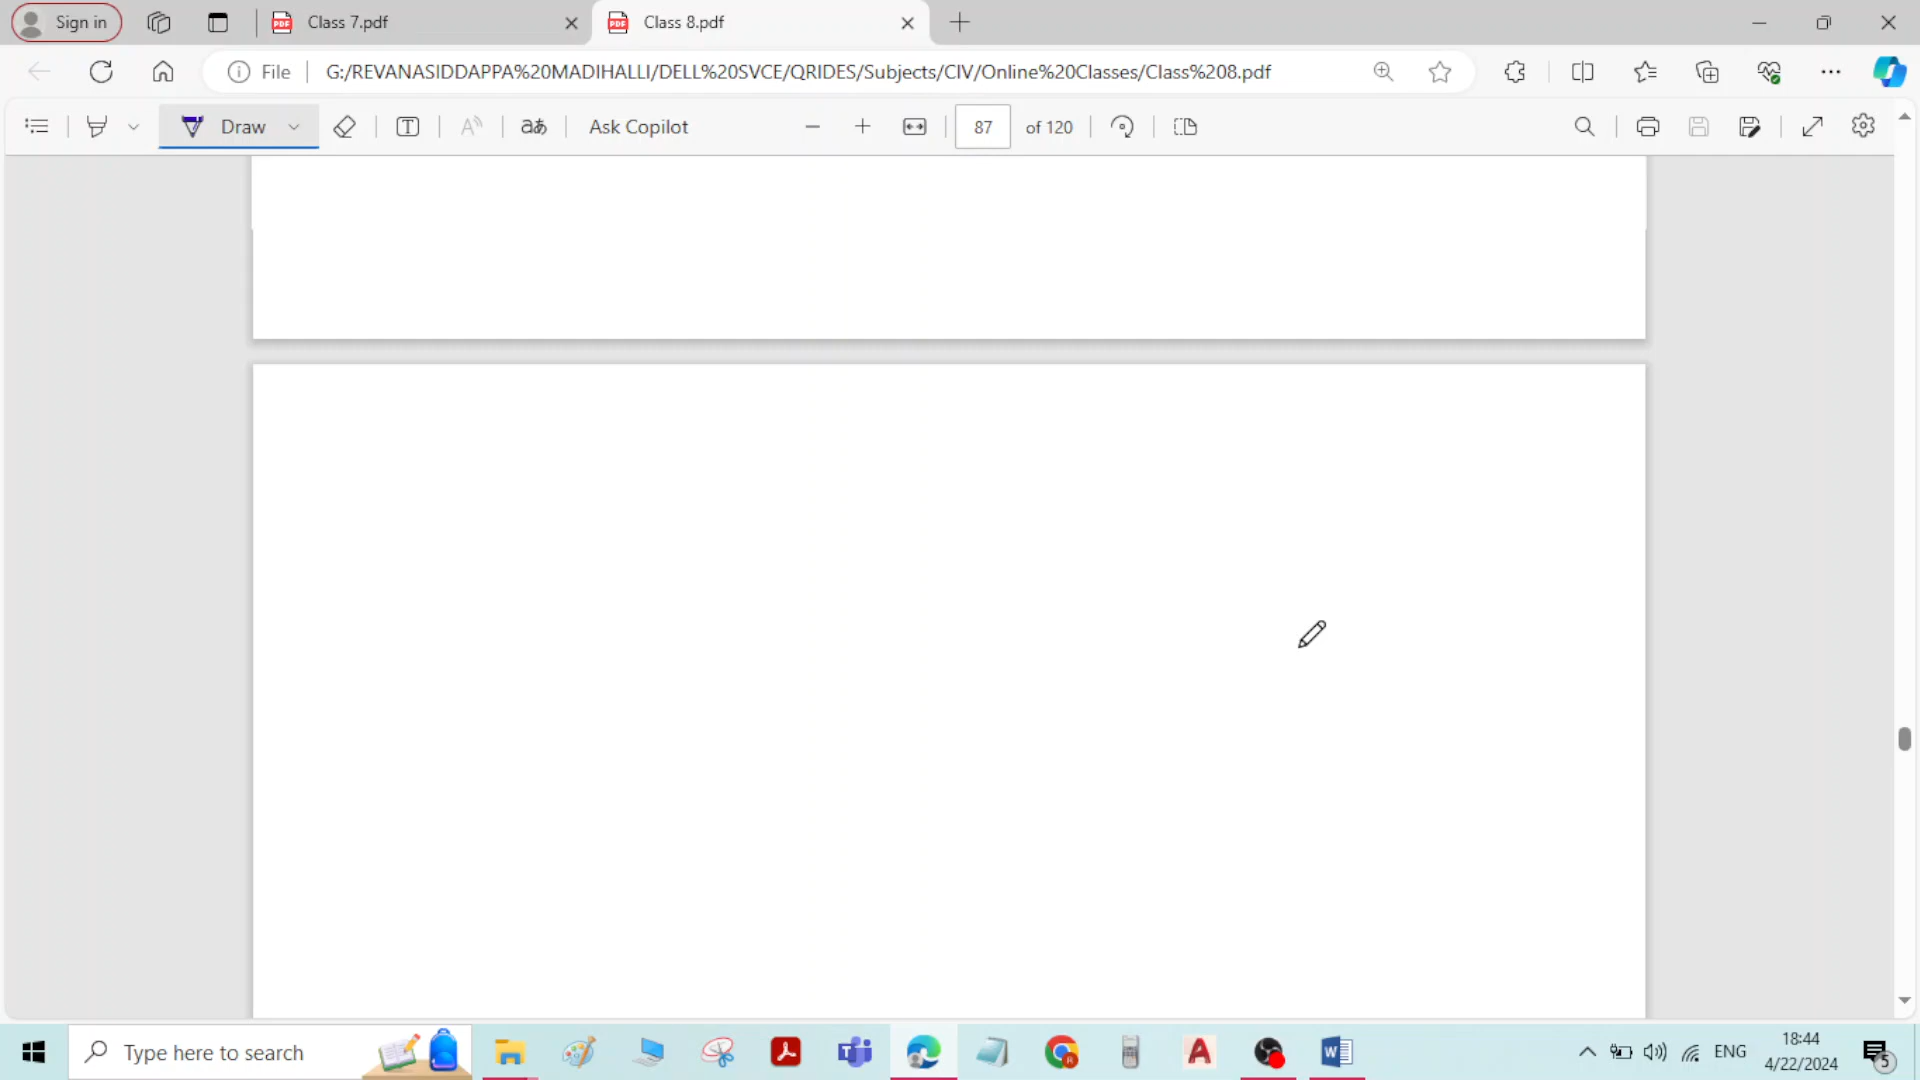 Sign in
Class 7.pdf
Class 8.pdf
File
G:/REVANASIDDAPPA%20MADIHALLI/DELL%20SVCE/QRIDES/Subjects/CIV/Online%20Classes/Class%208.pdf
Draw
Ask Copilot
87
of 120
Type here to search
ENG
18:44
4/22/2024
5